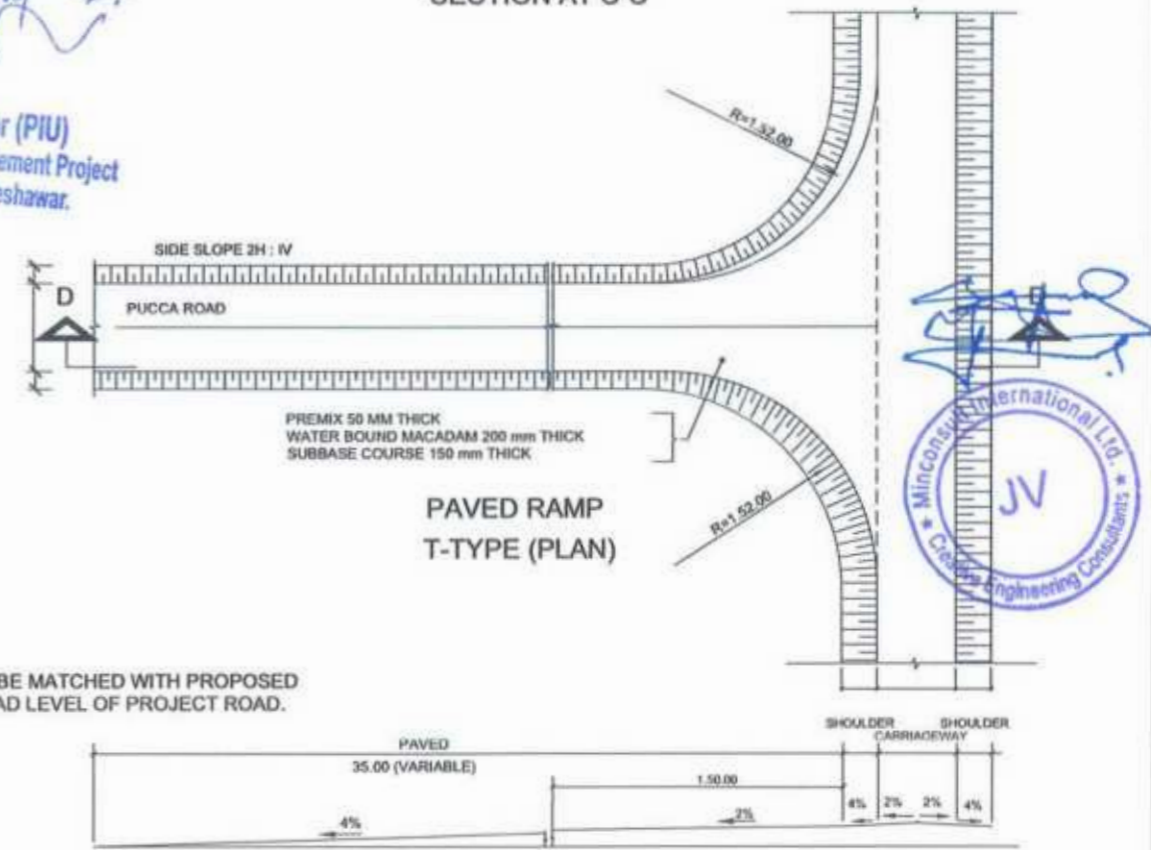 SECTION AT C-C
r (PIU)
ement Project
eshawar.
R=1.52.00
SIDE SLOPE 2H : IV
D
PUCCA ROAD
PREMIX 50 MM THICK
WATER BOUND MACADAM 200 mm THICK
SUBBASE COURSE 150 mm THICK
PAVED RAMP
T-TYPE (PLAN)
R=1.52.00
Minconsult International Ltd.
JV
Creative Engineering Consultants
BE MATCHED WITH PROPOSED
AD LEVEL OF PROJECT ROAD.
SHOULDER SHOULDER
CARRIAGEWAY
PAVED
35.00 (VARIABLE)
1.50.00
4% 2% 2% 4%
4% 2%